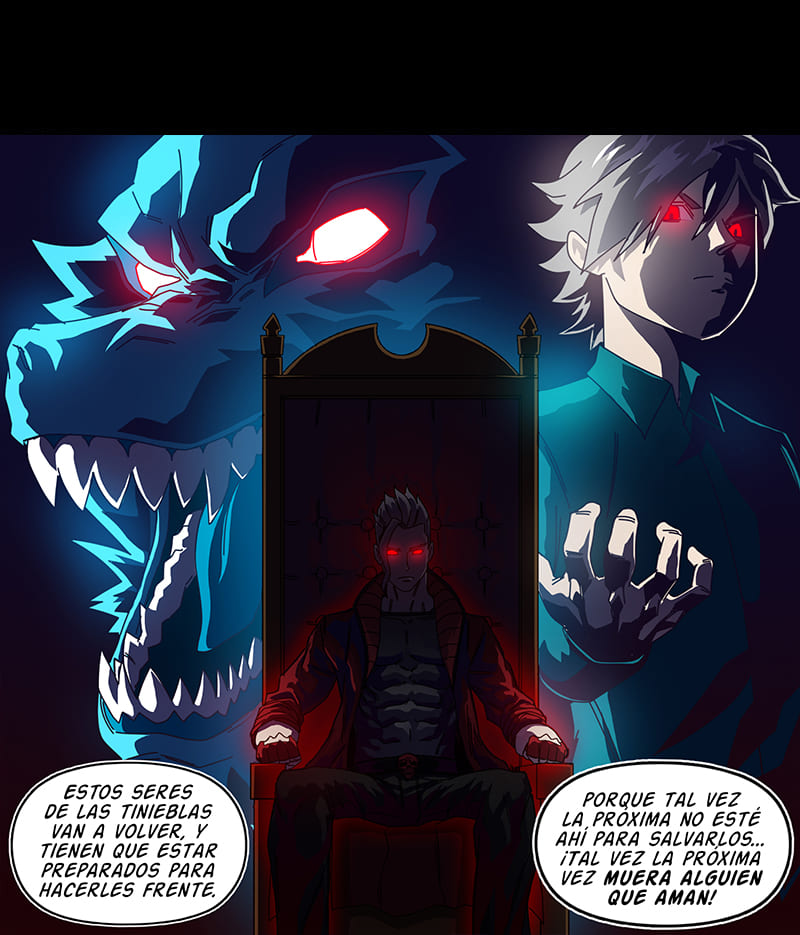 ESTOS SERES
DE LAS TINIEBLAS
VAN A VOLVER, Y
TIENEN QUE ESTAR
PREPARADOS PARA
HACERLES FRENTE.
PORQUE TAL VEZ
LA PRÓXIMA NO ESTÉ
AHÍ PARA SALVARLOS...
¡TAL VEZ LA PRÓXIMA
VEZ MUERA ALGUIEN
QUE AMAN!